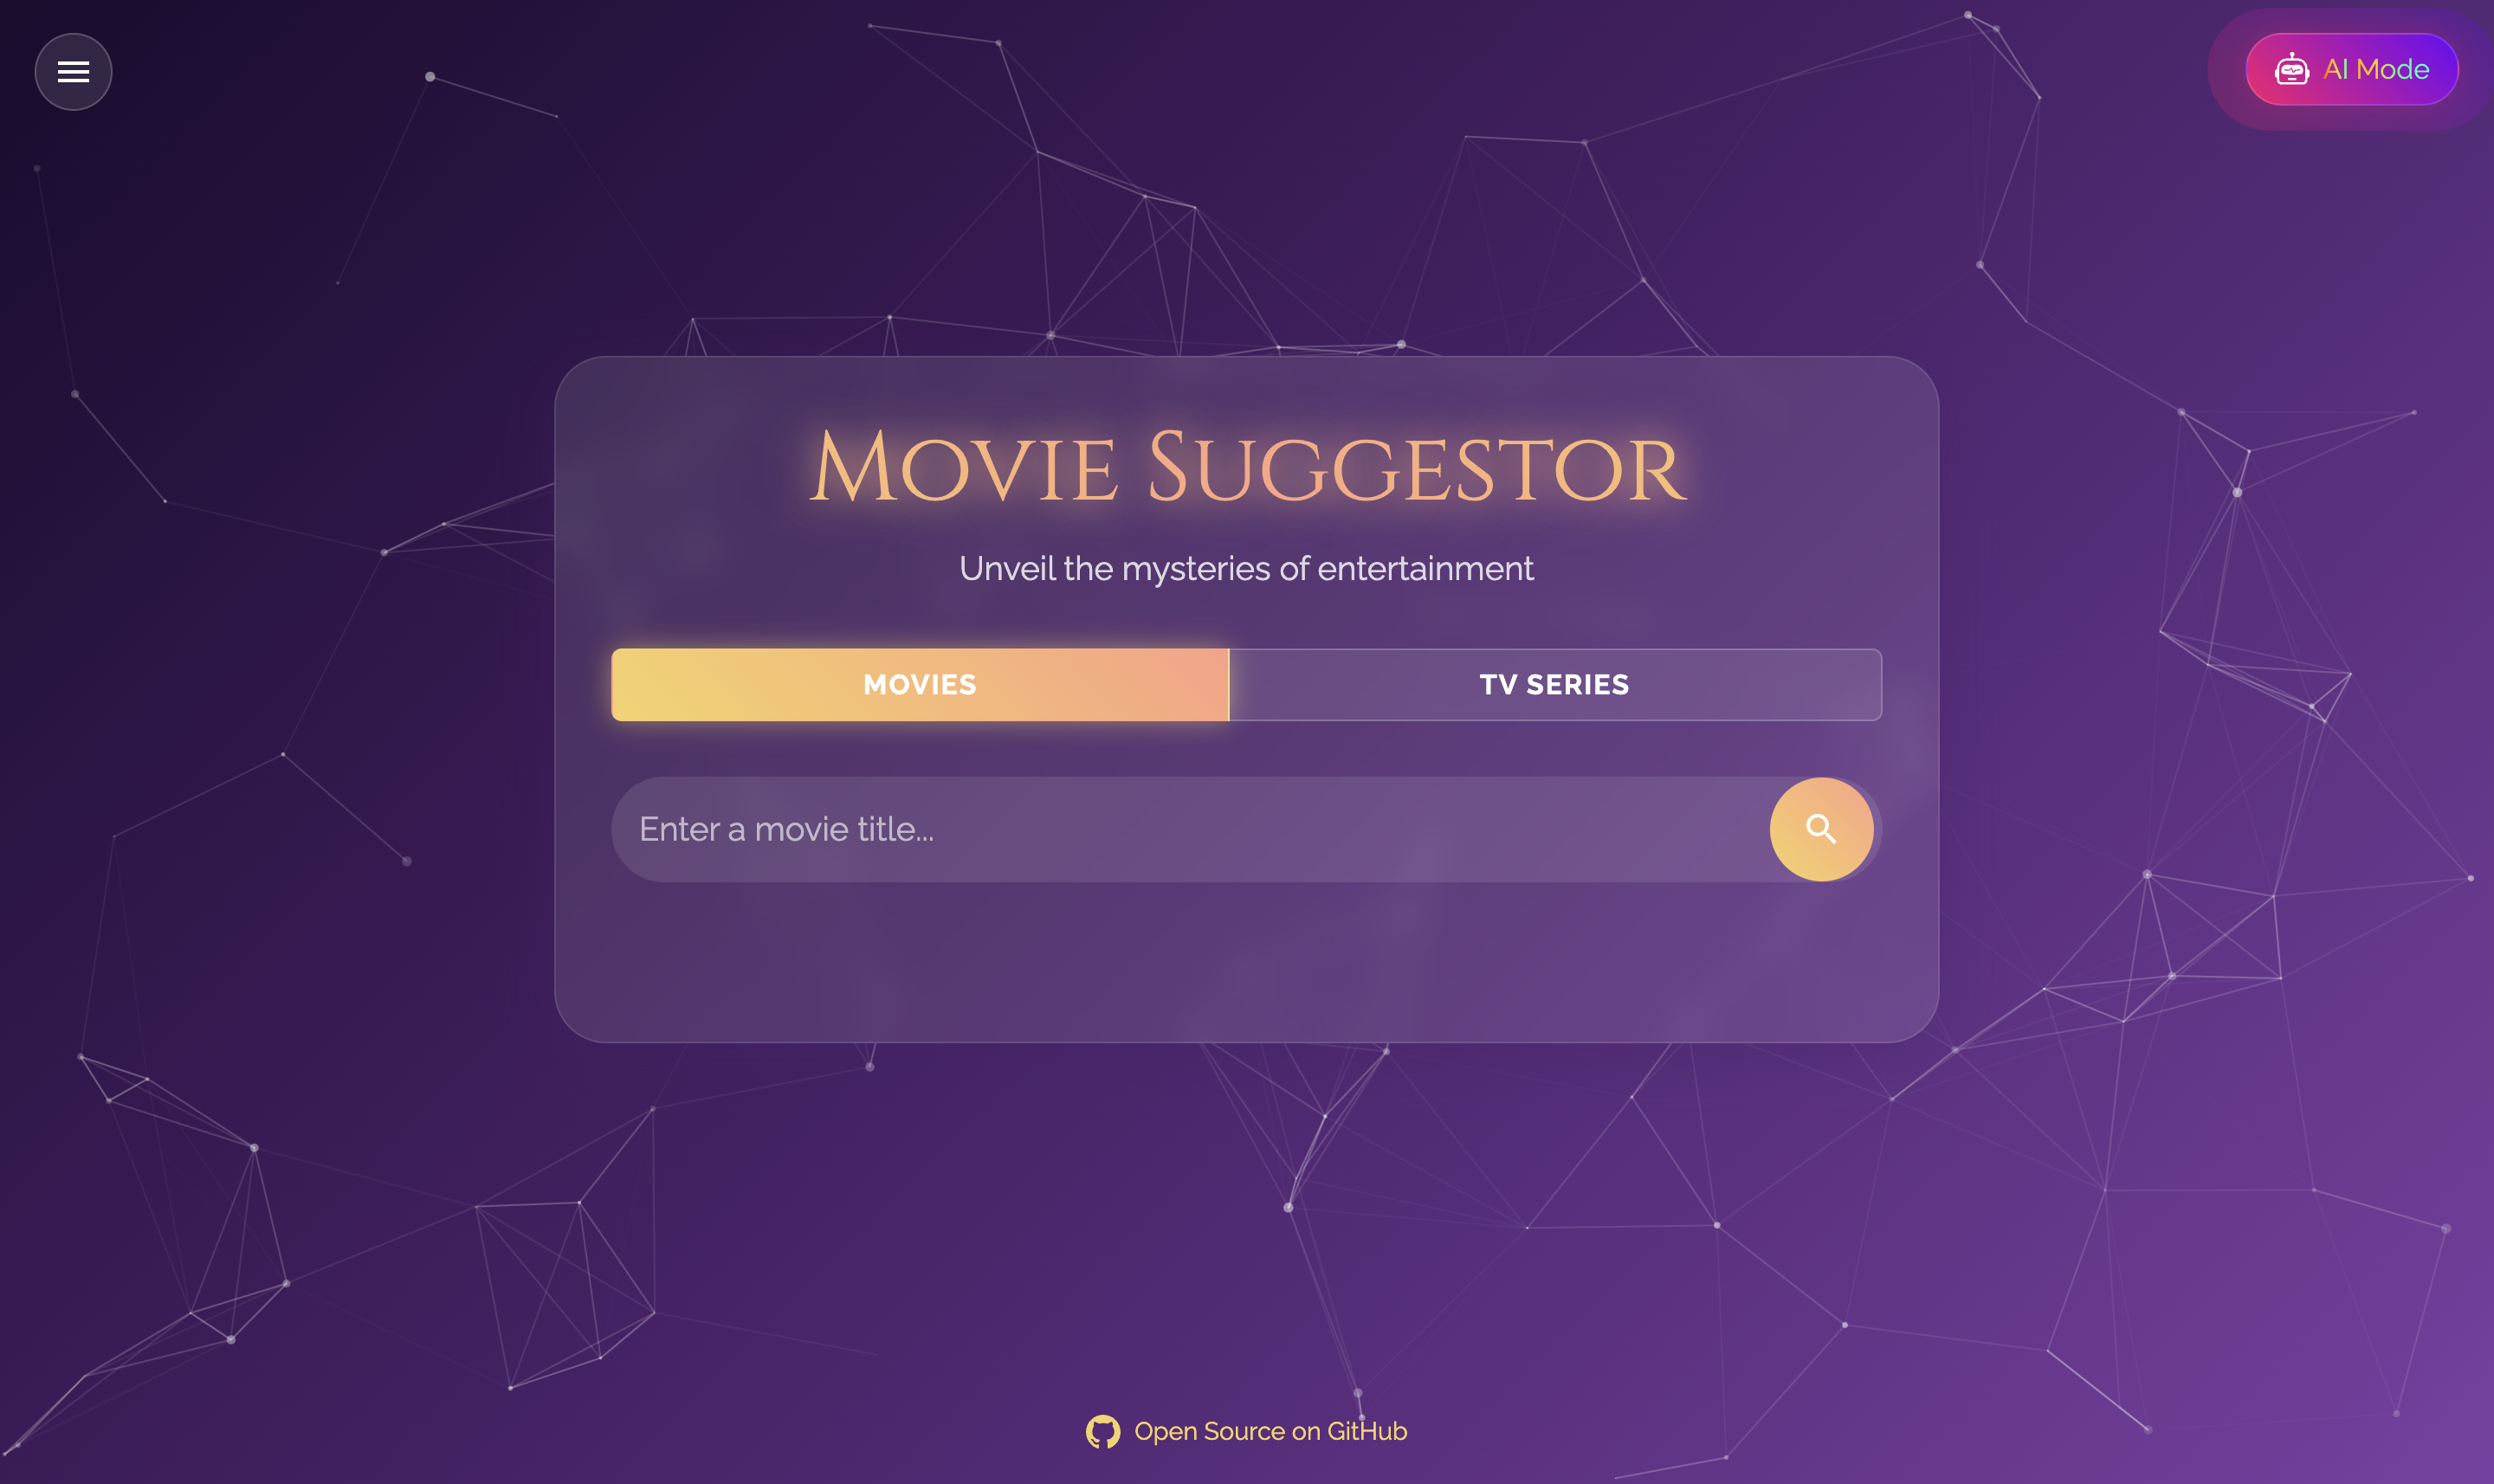 AI Mode
Movie Suggestor
Unveil the mysteries of entertainment
MOVIES
TV SERIES
Enter a movie title...
Open Source on GitHub